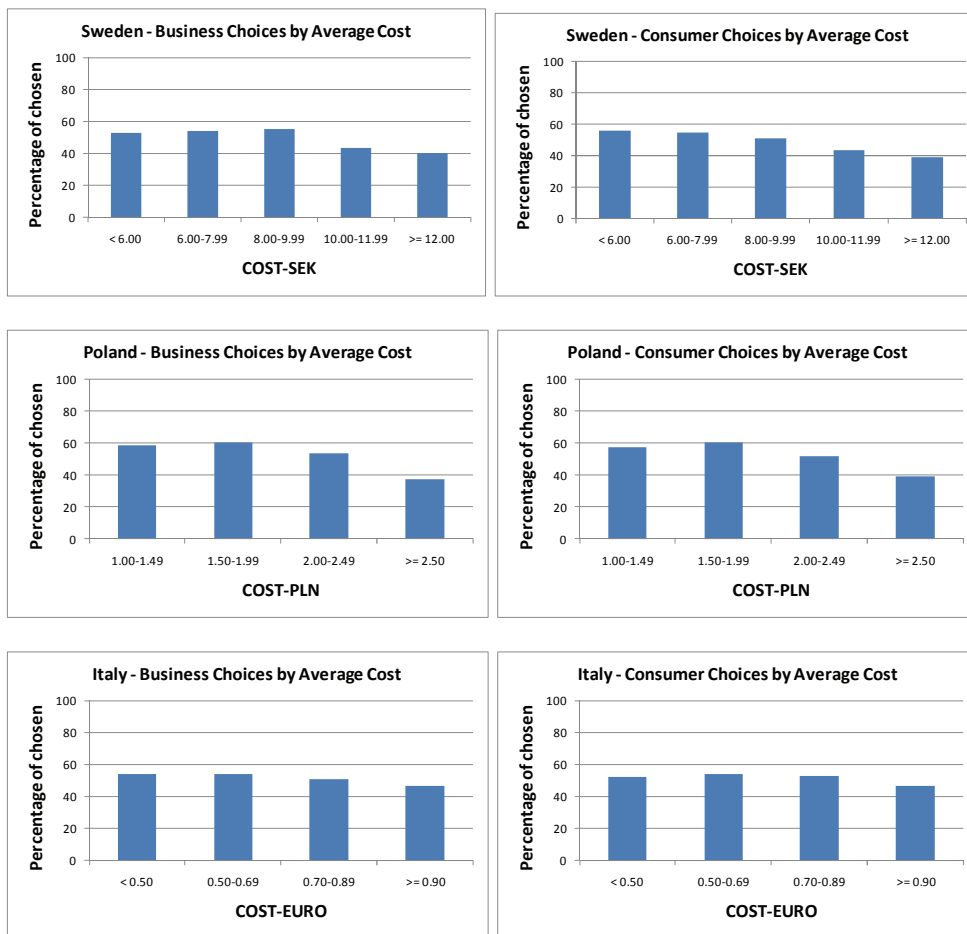 Sweden - Business Choices by Average Cost
Percentage of chosen
100
80
60
40
20
0
< 6.00 6.00-7.99 8.00-9.99 10.00-11.99 >= 12.00
COST-SEK
Sweden - Consumer Choices by Average Cost
Percentage of chosen
100
80
60
40
20
0
< 6.00 6.00-7.99 8.00-9.99 10.00-11.99 >= 12.00
COST-SEK
Poland - Business Choices by Average Cost
Percentage of chosen
100
80
60
40
20
0
1.00-1.49 1.50-1.99 2.00-2.49 >= 2.50
COST-PLN
Poland - Consumer Choices by Average Cost
Percentage of chosen
100
80
60
40
20
0
1.00-1.49 1.50-1.99 2.00-2.49 >= 2.50
COST-PLN
Italy - Business Choices by Average Cost
Percentage of chosen
100
80
60
40
20
0
< 0.50 0.50-0.69 0.70-0.89 >= 0.90
COST-EURO
Italy - Consumer Choices by Average Cost
Percentage of chosen
100
80
60
40
20
0
< 0.50 0.50-0.69 0.70-0.89 >= 0.90
COST-EURO